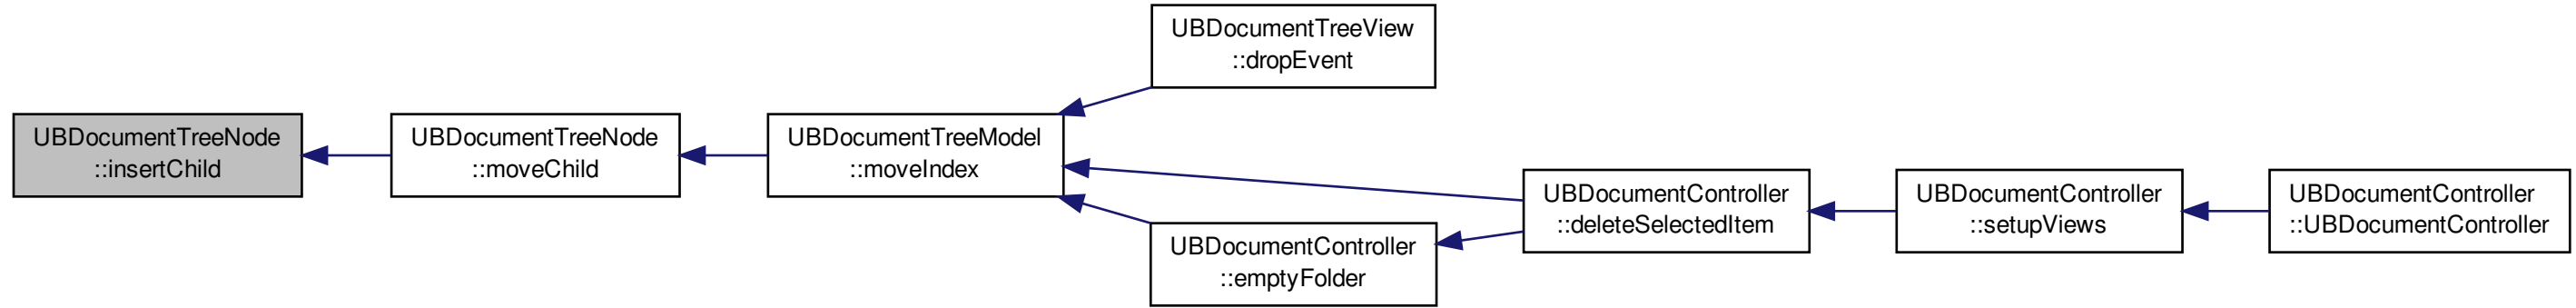 UBDocumentTreeNode
::insertChild
UBDocumentTreeNode
::moveChild
UBDocumentTreeModel
::moveIndex
UBDocumentTreeView
::dropEvent
UBDocumentController
::emptyFolder
UBDocumentController
::deleteSelectedItem
UBDocumentController
::setupViews
UBDocumentController
::UBDocumentController